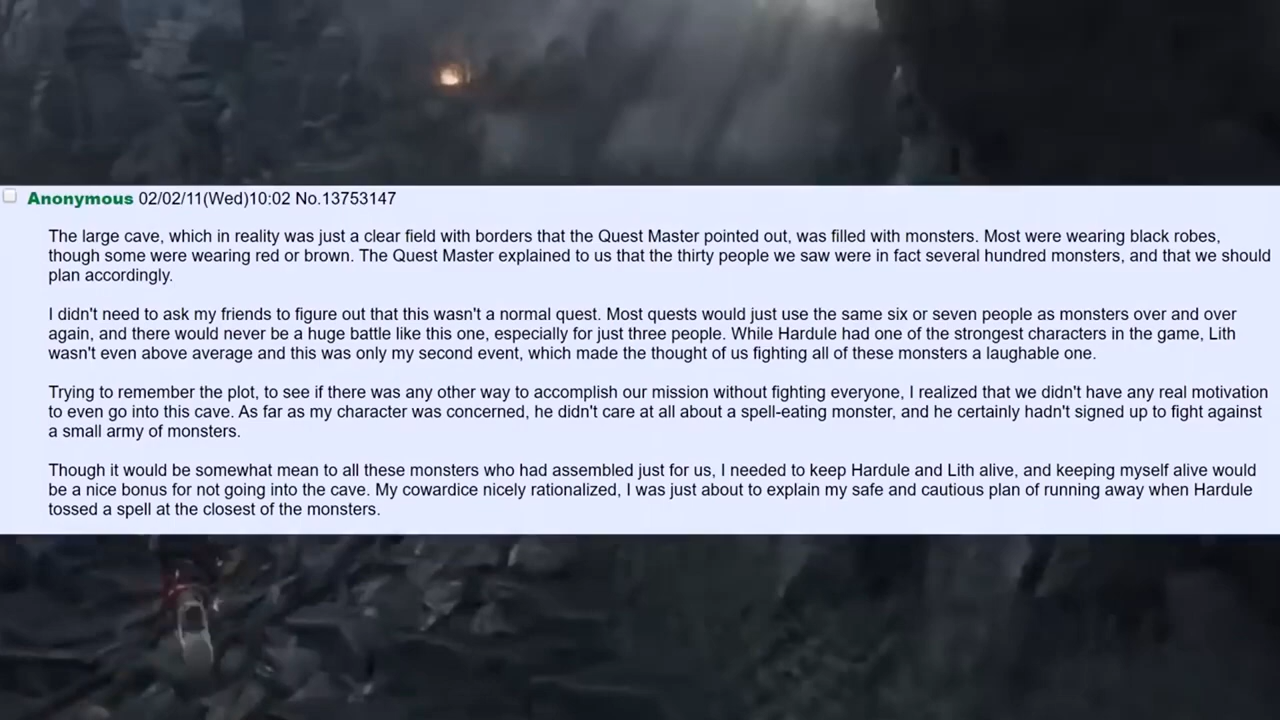 Anonymous 02/02/11(Wed)10:02 No.13753147
The large cave, which in reality was just a clear field with borders that the Quest Master pointed out, was filled with monsters. Most were wearing black robes,
though some were wearing red or brown. The Quest Master explained to us that the thirty people we saw were in fact several hundred monsters, and that we should
plan accordingly.
I didn't need to ask my friends to figure out that this wasn't a normal quest. Most quests would just use the same six or seven people as monsters over and over
again, and there would never be a huge battle like this one, especially for just three people. While Hardule had one of the strongest characters in the game, Lith
wasn't even above average and this was only my second event, which made the thought of us fighting all of these monsters a laughable one.
Trying to remember the plot, to see if there was any other way to accomplish our mission without fighting everyone, I realized that we didn't have any real motivation
to even go into this cave. As far as my character was concerned, he didn't care at all about a spell-eating monster, and he certainly hadn't signed up to fight against
a small army of monsters.
Though it would be somewhat mean to all these monsters who had assembled just for us, I needed to keep Hardule and Lith alive, and keeping myself alive would
be a nice bonus for not going into the cave. My cowardice nicely rationalized, I was just about to explain my safe and cautious plan of running away when Hardule
tossed a spell at the closest of the monsters.